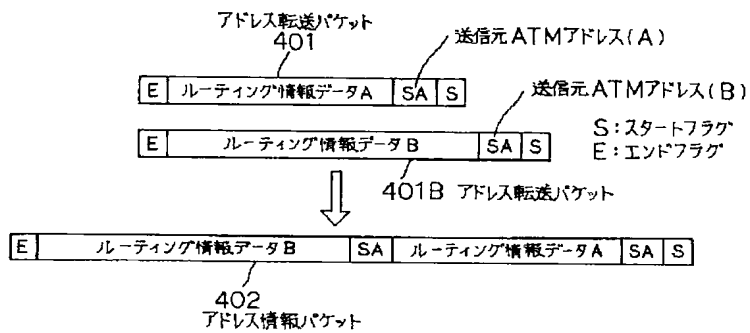 アドレス転送パケット
401
送信元ATMアドレス(A)
E ルーティング情報データA SA S
送信元ATMアドレス(B)
E ルーティング情報データB SA S
S:スタートフラグ
E:エンドフラグ
401B アドレス転送パケット
E ルーティング情報データB SA ルーティング情報データA SA S
402
アドレス情報パケット